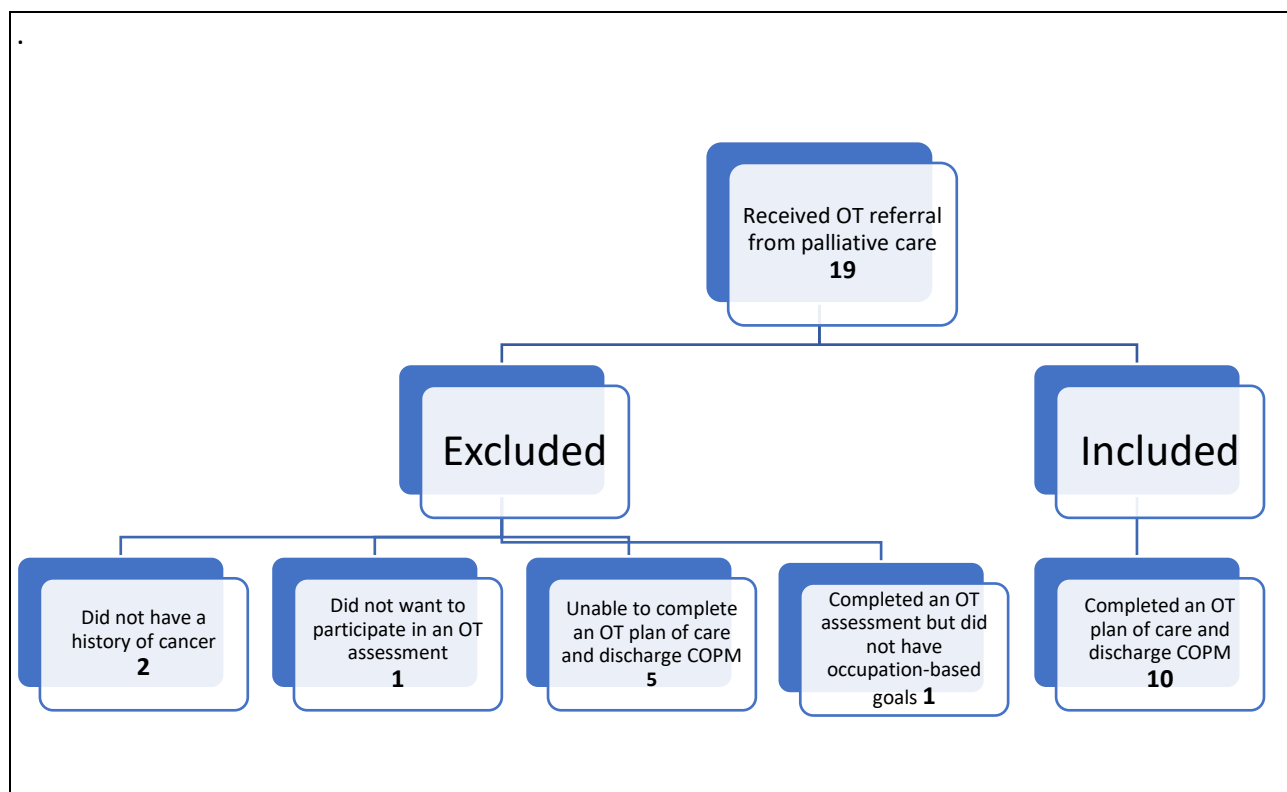 .
Received OT referral
from palliative care
19
Excluded
Included
Did not have a
history of cancer
2
Did not want to
participate in an OT
assessment
1
Unable to complete
an OT plan of care
and discharge COPM
5
Completed an OT
assessment but did
not have
occupation-based
goals 1
Completed an OT
plan of care and
discharge COPM
10